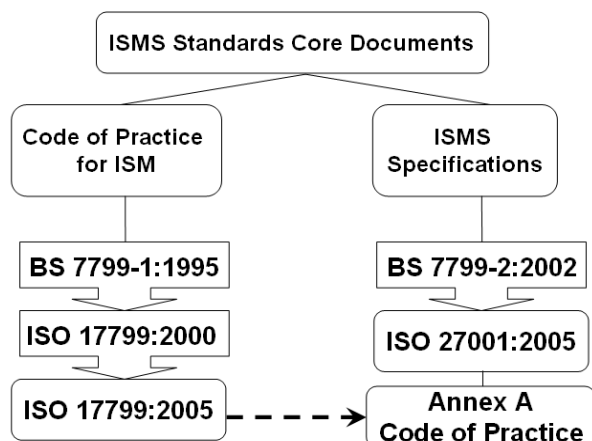 ISMS Standards Core Documents
Code of Practice
for ISM
ISMS
Specifications
BS 7799-1:1995
BS 7799-2:2002
ISO 17799:2000
ISO 27001:2005
ISO 17799:2005
Annex A
Code of Practice